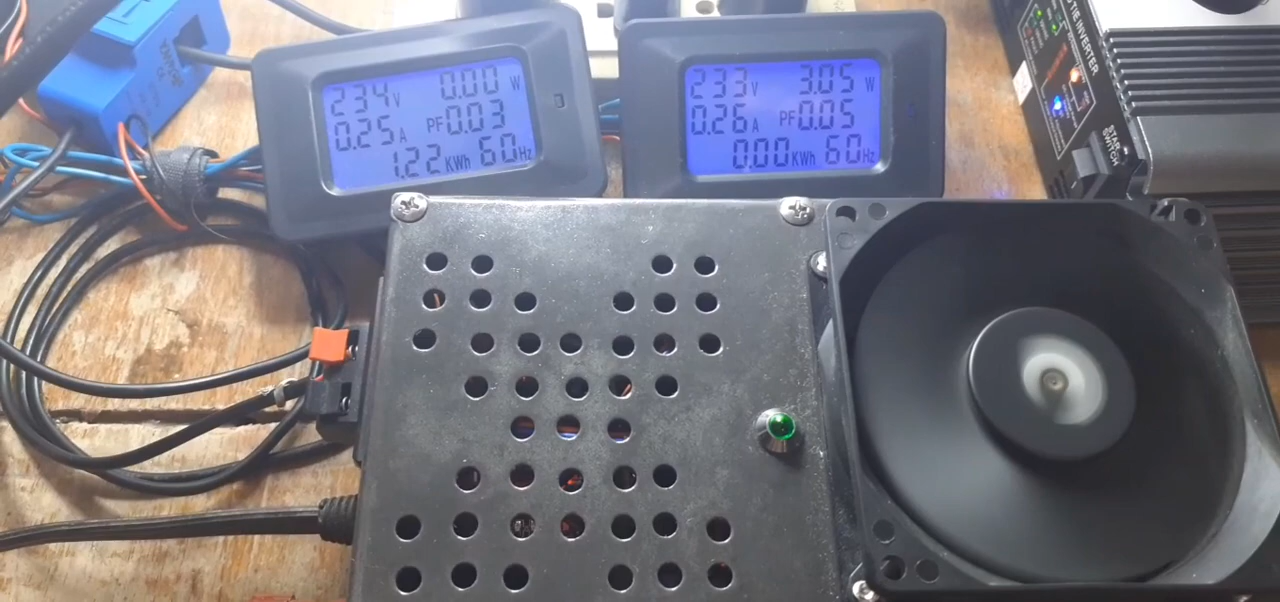 234V 0.00W
0.25A PF0.03
1.22KWh 60Hz
233V 3.05W
0.26A PF0.05
0.00KWh 60Hz
TIE INVERTER
SWITCH